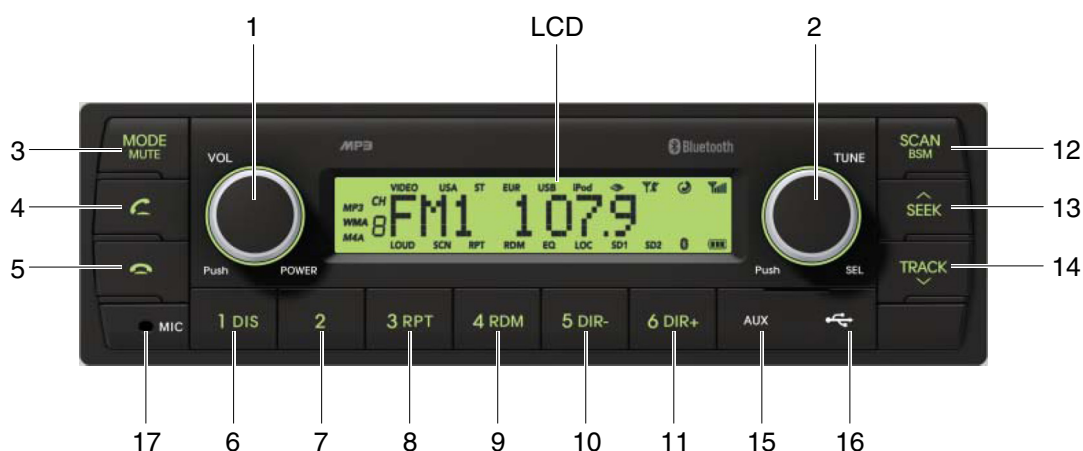 1 LCD 2
3 MODE MUTE
VOL
MP3
Bluetooth
TUNE
SCAN BSM 12
VIDEO USA ST EUR USB iPod
MP3 CH
WMA 8 FM1 107.9
M4A
LOUD SCN RPT RDM EQ LOC SD1 SD2
4
SEEK 13
5
Push POWER
Push SEL
TRACK 14
MIC
1 DIS 2 3 RPT 4 RDM 5 DIR- 6 DIR+ AUX
17 6 7 8 9 10 11 15 16